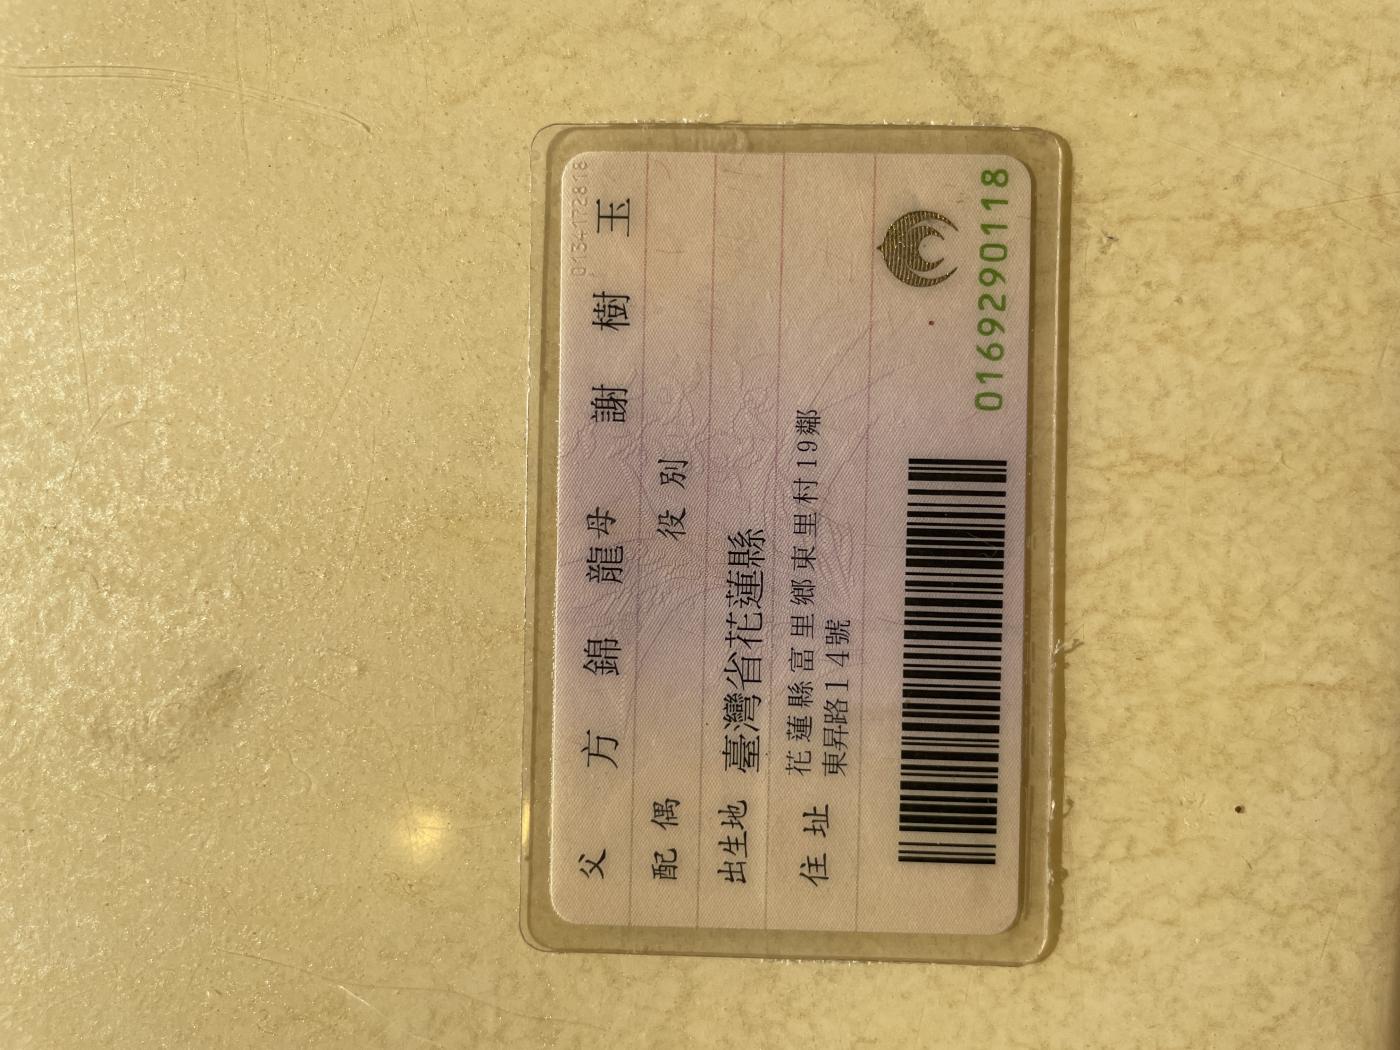 0134172818
父 方 錦 龍 母 謝 樹 玉
配 偶 役 別
出生地 臺灣省花蓮縣
住 址 花蓮縣富里鄉東里村19鄰
東昇路14號
0169290118